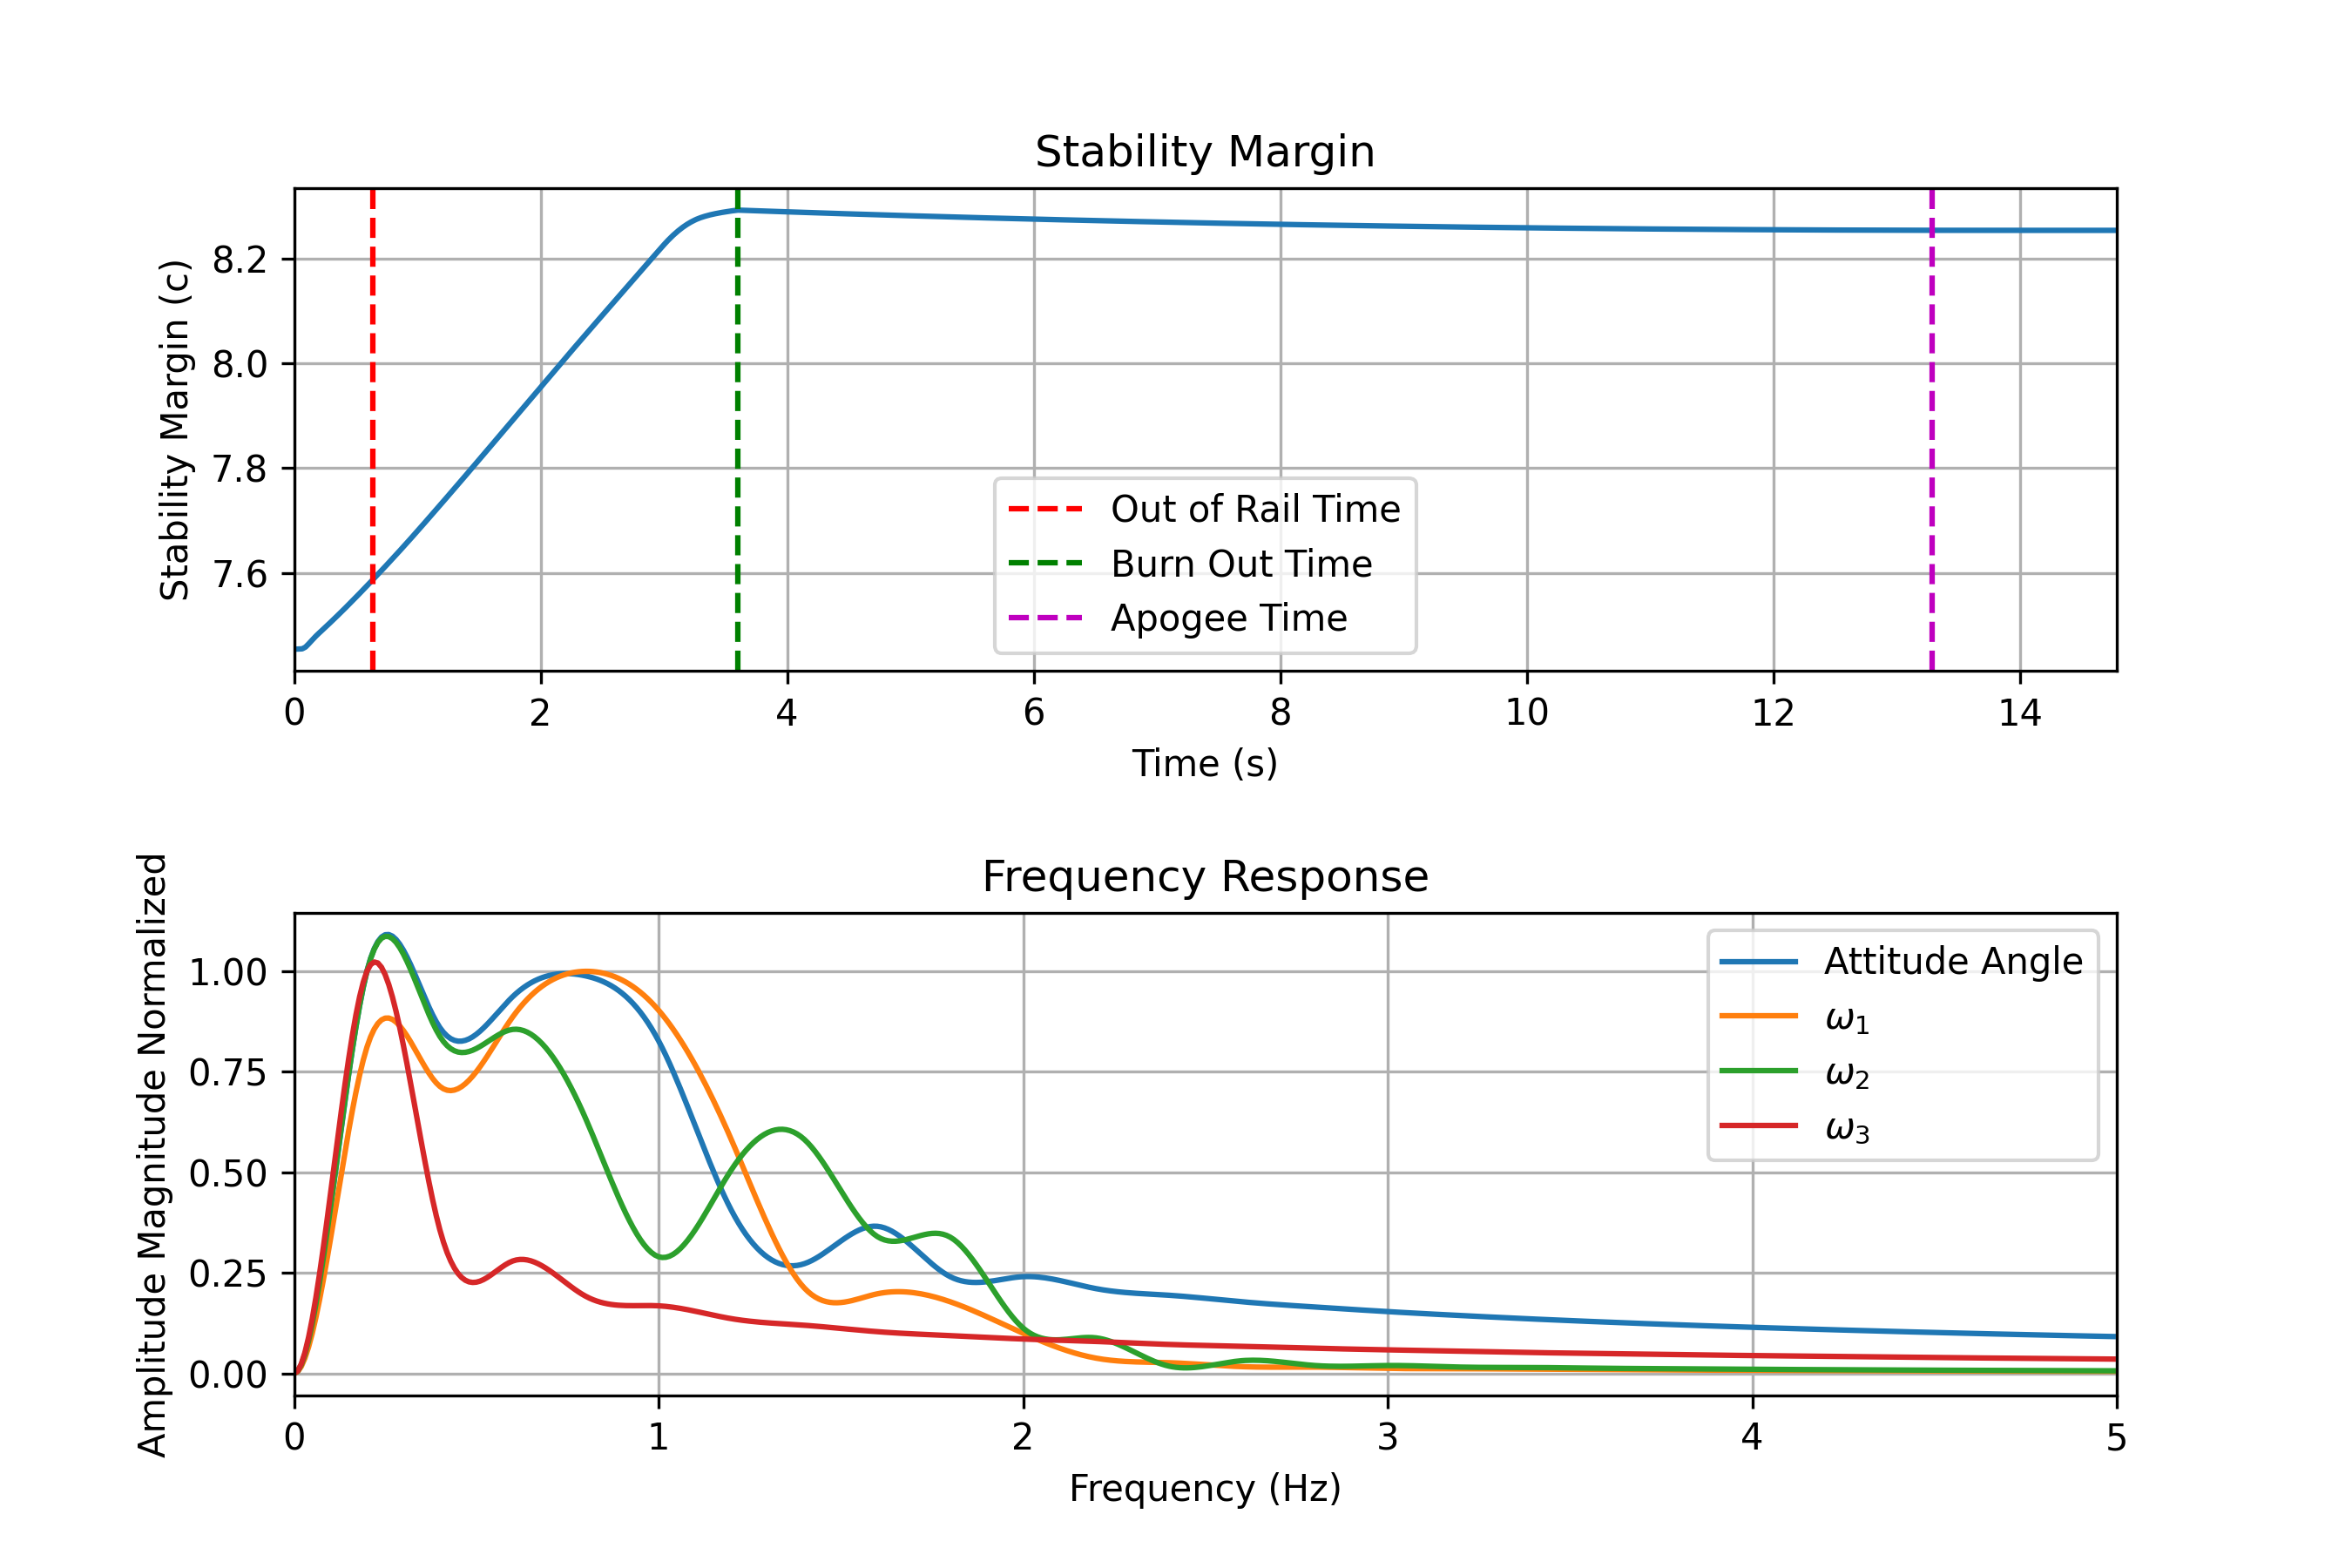 Stability Margin
Stability Margin (c)
8.2
8.0
7.8
7.6
Out of Rail Time
Burn Out Time
Apogee Time
0 2 4 6 8 10 12 14
Time (s)
Frequency Response
Amplitude Magnitude Normalized
1.00
0.75
0.50
0.25
0.00
Attitude Angle
ω₁
ω₂
ω₃
0 1 2 3 4 5
Frequency (Hz)